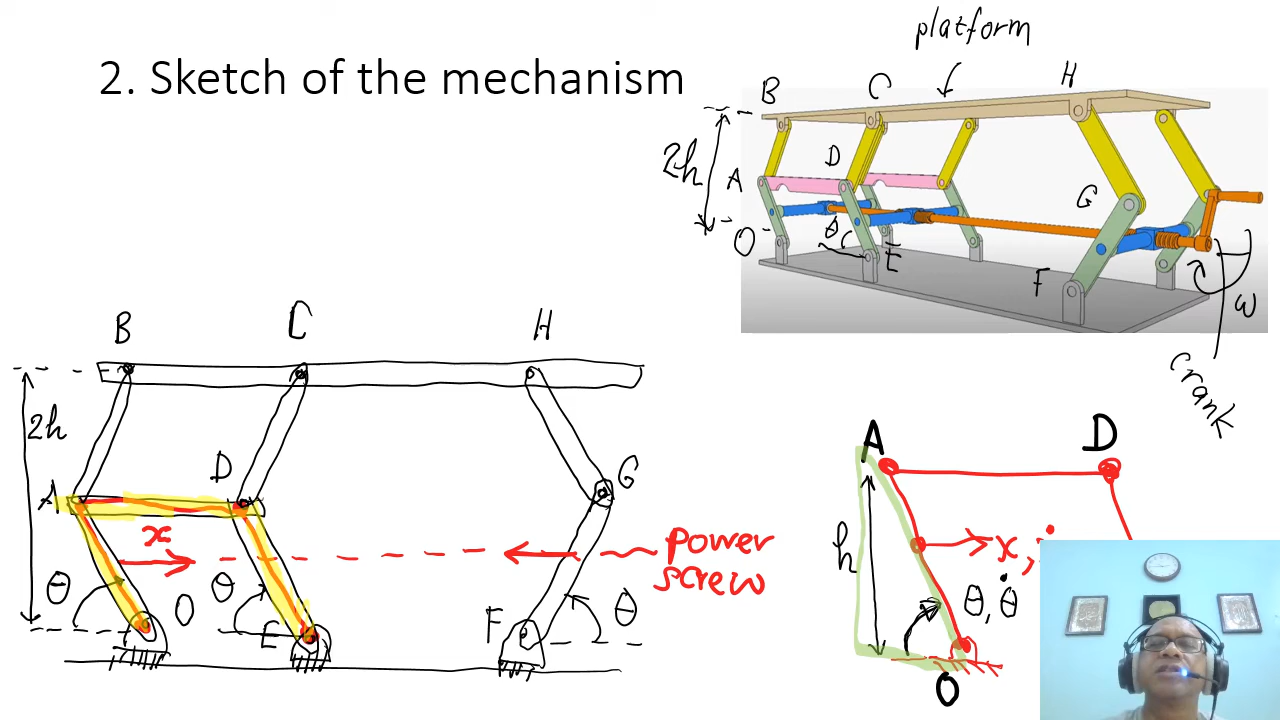 2. Sketch of the mechanism
platform
B
C
H
2h
D
A
G
O
θ
E
F
ω
crank
B
C
H
2h
D
G
A
x
power
screw
θ
O
θ
E
F
θ
A
D
h
x,
θ, θ̇
O